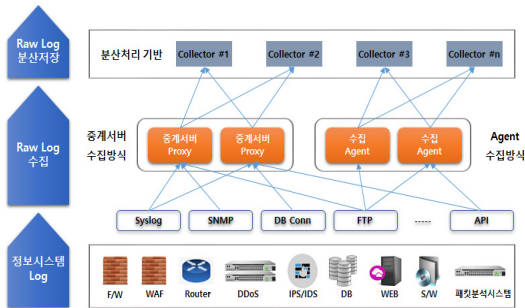 Raw Log
분산저장
분산처리 기반
Collector #1
Collector #2
Collector #3
Collector #n
Raw Log
수집
중계서버
수집방식
중계서버
Proxy
중계서버
Proxy
수집
Agent
수집
Agent
Agent
수집방식
Syslog
SNMP
DB Conn
FTP
-----
API
정보시스템
Log
F/W
WAF
Router
DDoS
IPS/IDS
DB
WEB
S/W
패킷분석시스템